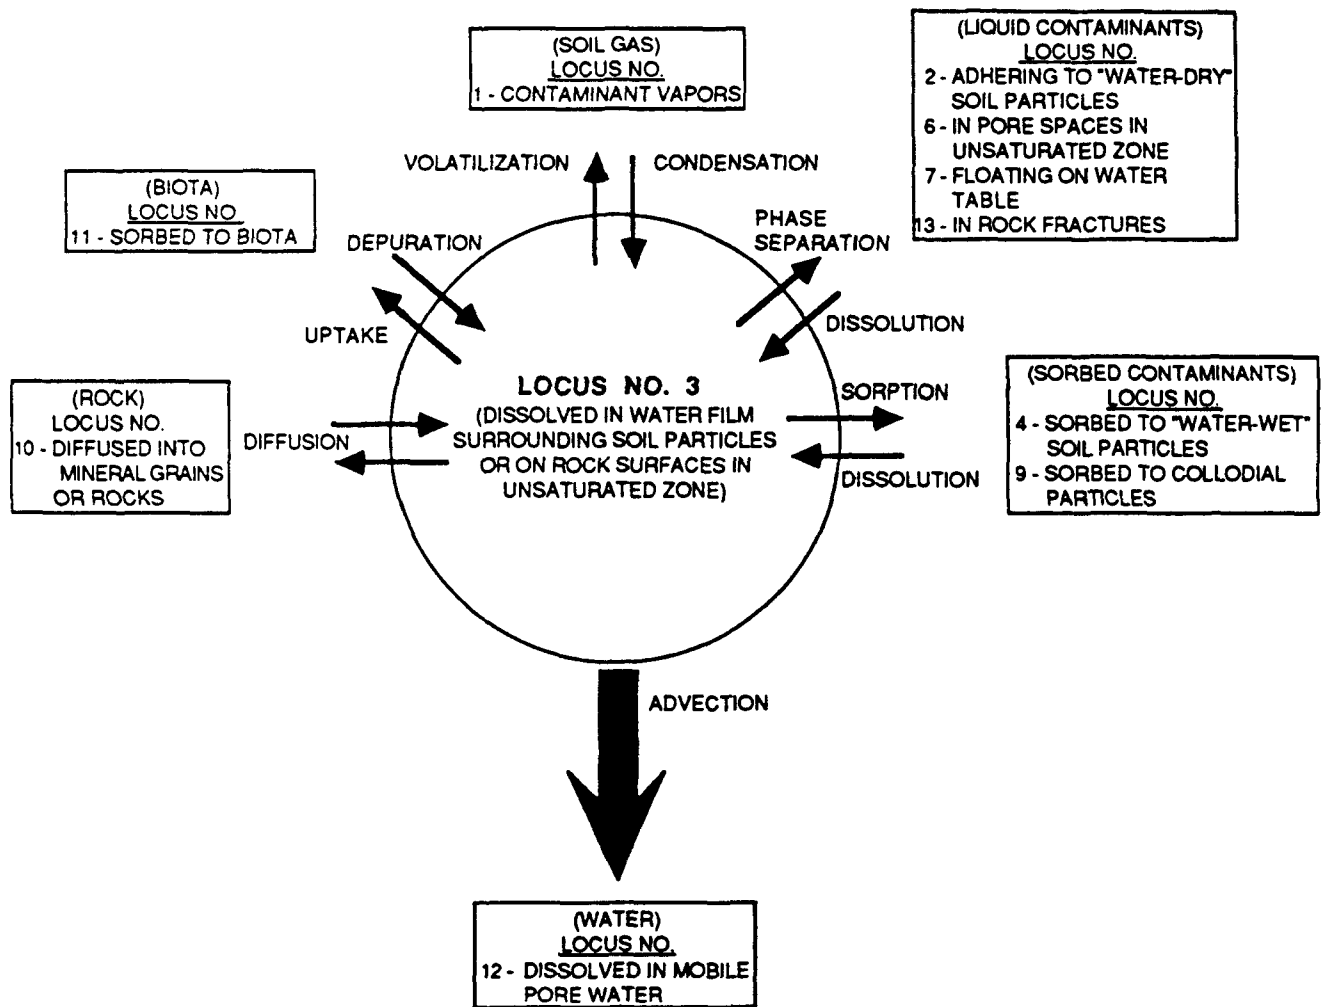 (SOIL GAS)
LOCUS NO.
1 - CONTAMINANT VAPORS
(LIQUID CONTAMINANTS)
LOCUS NO.
2 - ADHERING TO "WATER-DRY"
SOIL PARTICLES
6 - IN PORE SPACES IN
UNSATURATED ZONE
7 - FLOATING ON WATER
TABLE
13 - IN ROCK FRACTURES
VOLATILIZATION
CONDENSATION
(BIOTA)
LOCUS NO
11 - SORBED TO BIOTA
DEPURATION
UPTAKE
PHASE
SEPARATION
DISSOLUTION
(ROCK)
LOCUS NO.
10 - DIFFUSED INTO
MINERAL GRAINS
OR ROCKS
DIFFUSION
LOCUS NO. 3
(DISSOLVED IN WATER FILM
SURROUNDING SOIL PARTICLES
OR ON ROCK SURFACES IN
UNSATURATED ZONE)
SORPTION
DISSOLUTION
(SORBED CONTAMINANTS)
LOCUS NO.
4 - SORBED TO "WATER-WET"
SOIL PARTICLES
9 - SORBED TO COLLODIAL
PARTICLES
ADVECTION
(WATER)
LOCUS NO.
12 - DISSOLVED IN MOBILE
PORE WATER